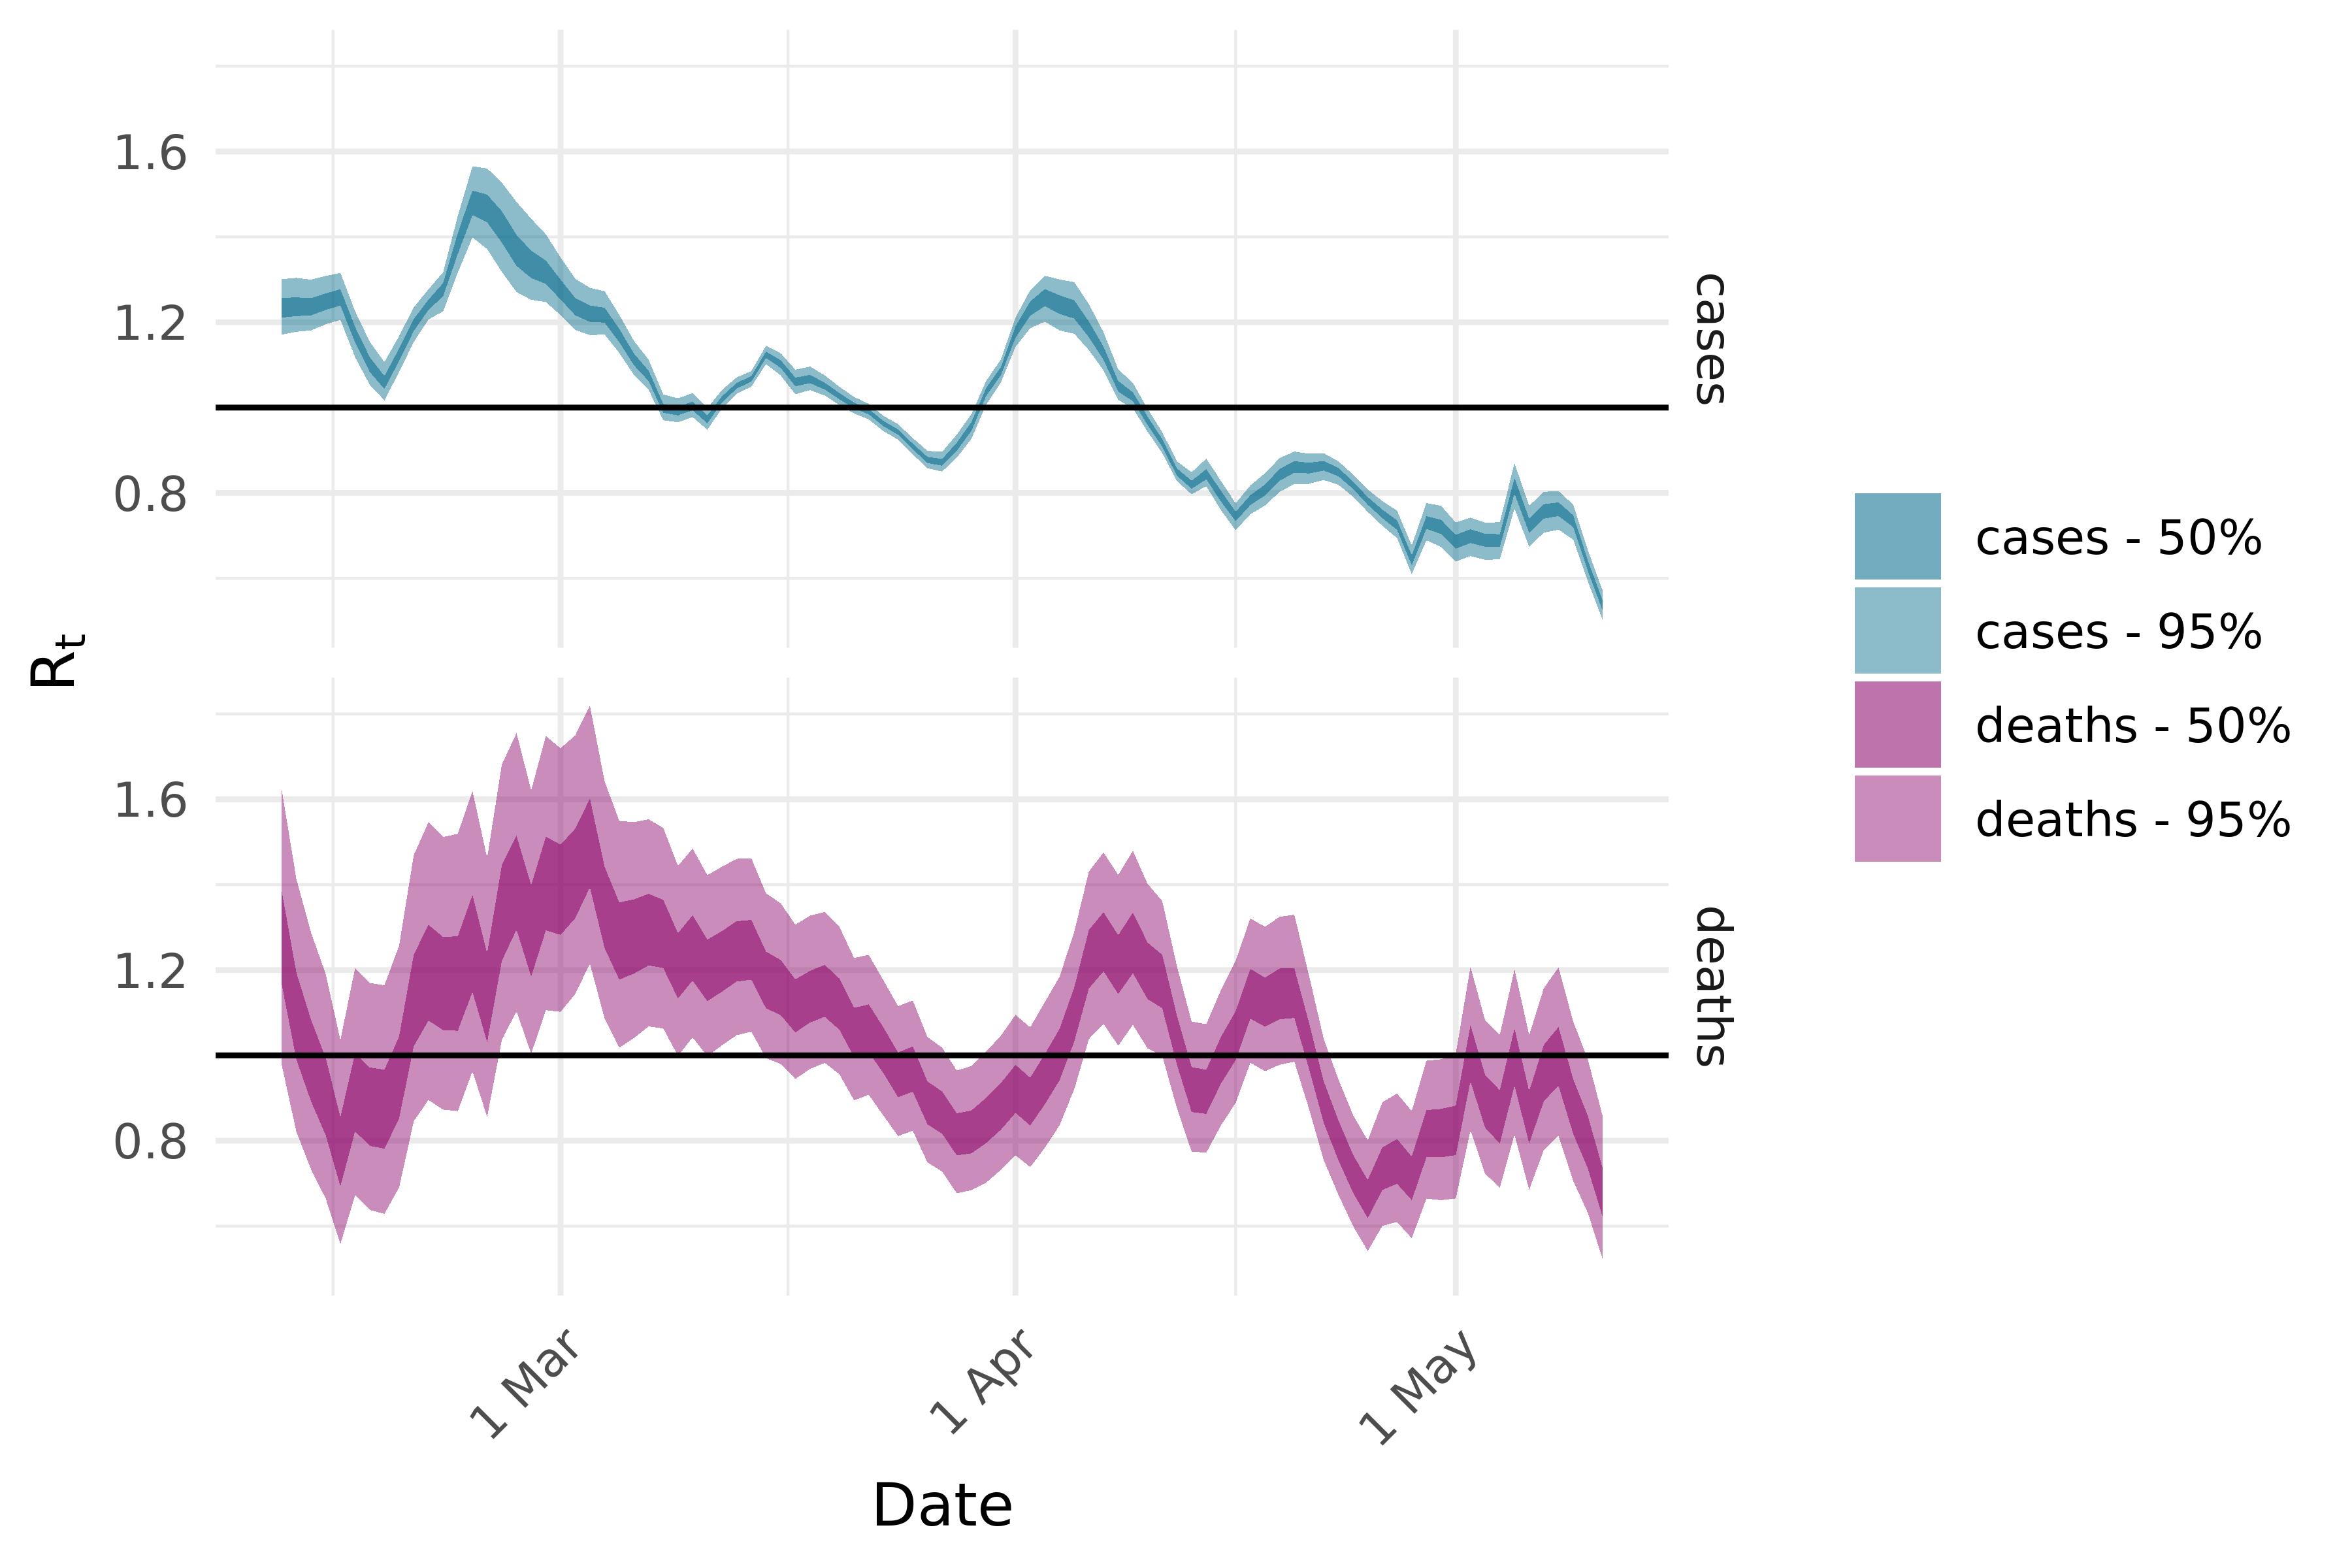 1.6
1.2
0.8
cases
Rt
1.6
1.2
0.8
deaths
1 Mar
1 Apr
1 May
Date
cases - 50%
cases - 95%
deaths - 50%
deaths - 95%